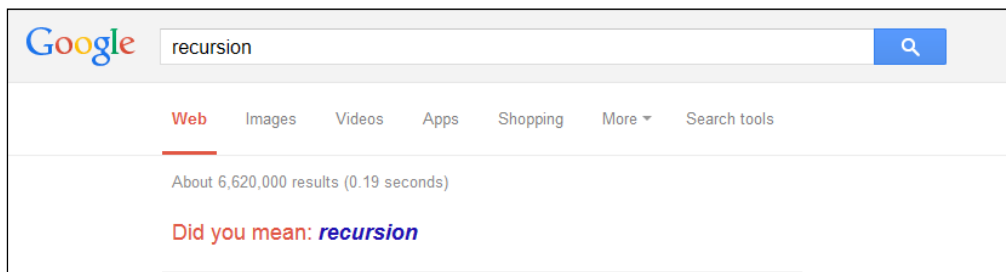 Google
recursion
Web Images Videos Apps Shopping More Search tools
About 6,620,000 results (0.19 seconds)
Did you mean: recursion